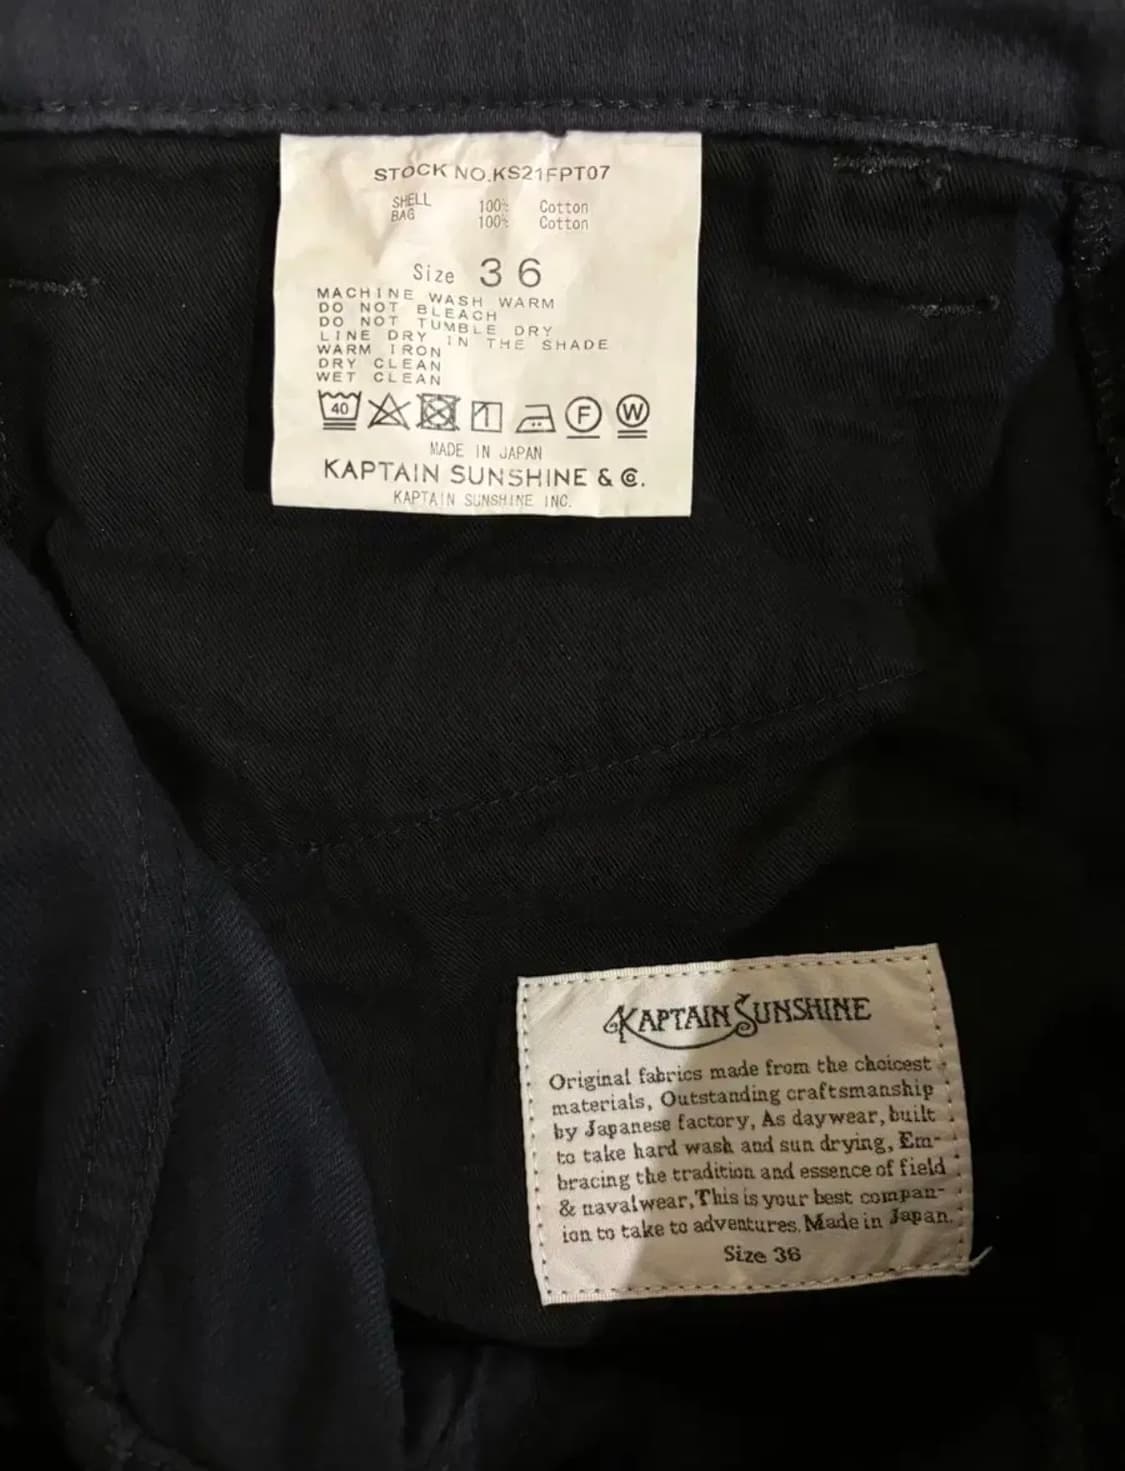 STOCK NO.KS21FPT07
SHELL 100% Cotton
BAG 100% Cotton
Size 36
MACHINE WASH WARM
DO NOT BLEACH
DO NOT TUMBLE DRY
LINE DRY IN THE SHADE
WARM IRON
DRY CLEAN
WET CLEAN
40 F W
MADE IN JAPAN
KAPTAIN SUNSHINE & Co.
KAPTAIN SUNSHINE INC.
KAPTAIN SUNSHINE
Original fabrics made from the choicest
materials, Outstanding craftsmanship
by Japanese factory, As daywear, built
to take hard wash and sun drying, Em-
bracing the tradition and essence of field
& navalwear, This is your best compan-
ion to take to adventures. Made in Japan.
Size 36